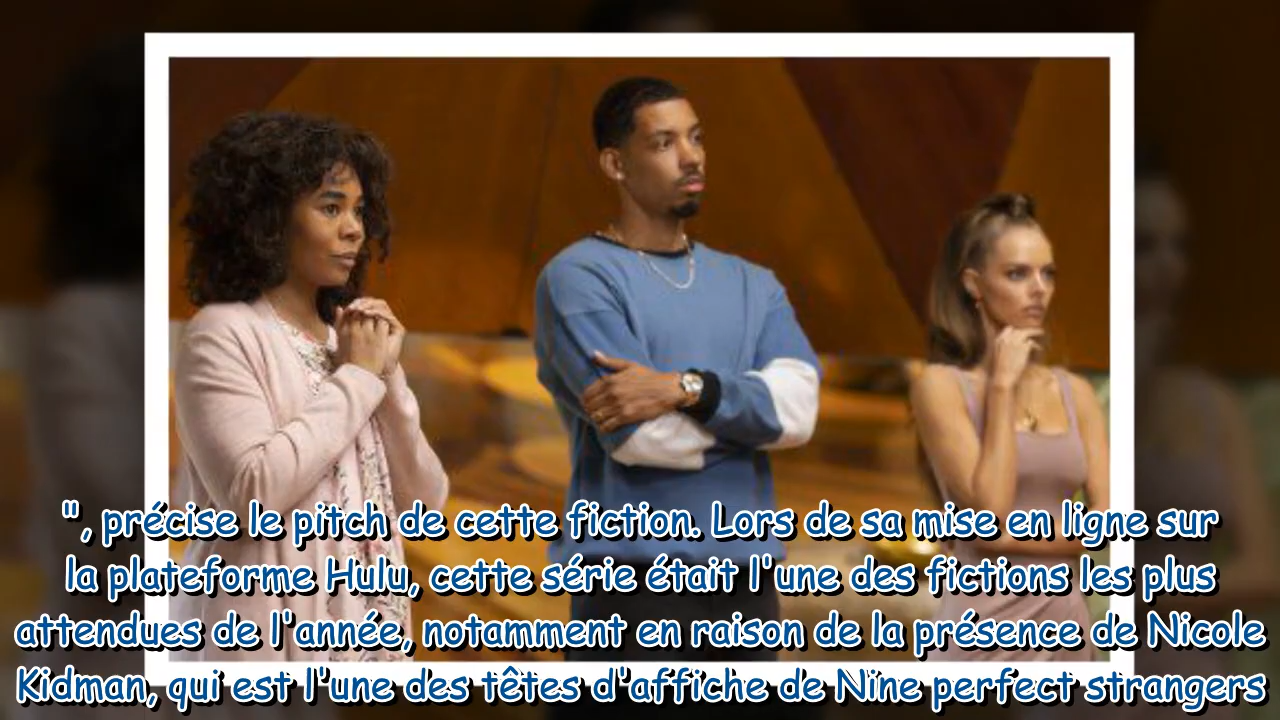 ", précise le pitch de cette fiction. Lors de sa mise en ligne sur
la plateforme Hulu, cette série était l'une des fictions les plus
attendues de l'année, notamment en raison de la présence de Nicole
Kidman, qui est l'une des têtes d'affiche de Nine perfect strangers